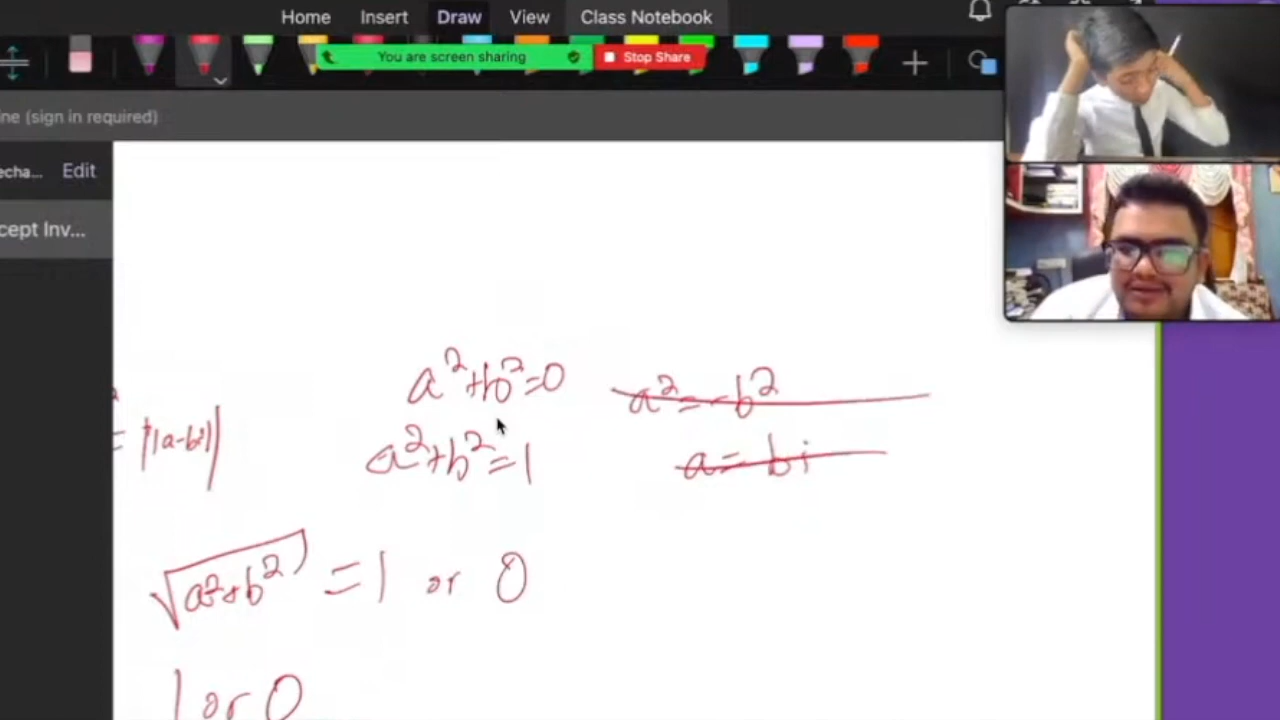 Home Insert Draw View Class Notebook
You are screen sharing Stop Share
ine (sign in required)
echa... Edit
cept Inv...
a²+b²=0 a²=-b²
= |(a-bi)| a²+b²=1 a=bi
√a²+b² =1 or 0
1 or 0